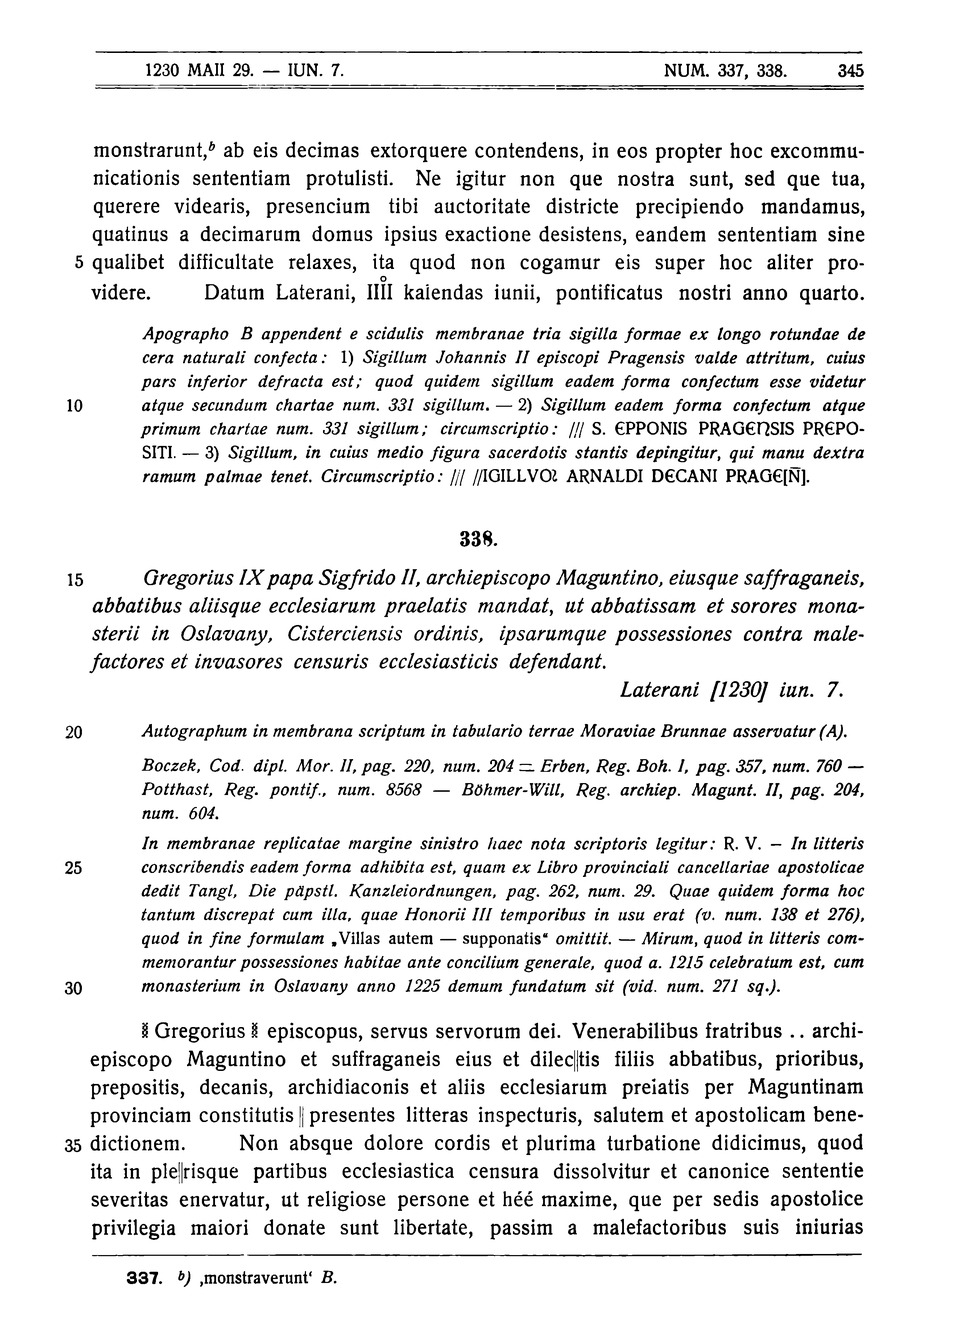 1230 MAII 29. — IUN. 7. NUM. 337, 338. 345
monstrarunt,ᵇ ab eis decimas extorquere contendens, in eos propter hoc excommu-
nicationis sententiam protulisti. Ne igitur non que nostra sunt, sed que tua,
querere videaris, presencium tibi auctoritate districte precipiendo mandamus,
quatinus a decimarum domus ipsius exactione desistens, eandem sententiam sine
5 qualibet difficultate relaxes, ita quod non cogamur eis super hoc aliter pro-
videre. Datum Laterani, IIII̊ kalendas iunii, pontificatus nostri anno quarto.
Apographo B appendent e scidulis membranae tria sigilla formae ex longo rotundae de
cera naturali confecta: 1) Sigillum Johannis II episcopi Pragensis valde attritum, cuius
pars inferior defracta est; quod quidem sigillum eadem forma confectum esse videtur
10 atque secundum chartae num. 331 sigillum. — 2) Sigillum eadem forma confectum atque
primum chartae num. 331 sigillum; circumscriptio: /// S. ЄPPONIS PRAGЄNSIS PRЄPO-
SITI. — 3) Sigillum, in cuius medio figura sacerdotis stantis depingitur, qui manu dextra
ramum palmae tenet. Circumscriptio: /// //IGILLVOꝛ ARNALDI DЄCANI PRAGЄ[N̄].
338.
15 Gregorius IX papa Sigfrido II, archiepiscopo Maguntino, eiusque saffraganeis,
abbatibus aliisque ecclesiarum praelatis mandat, ut abbatissam et sorores mona-
sterii in Oslavany, Cisterciensis ordinis, ipsarumque possessiones contra male-
factores et invasores censuris ecclesiasticis defendant.
Laterani [1230] iun. 7.
20 Autographum in membrana scriptum in tabulario terrae Moraviae Brunnae asservatur (A).
Boczek, Cod. dipl. Mor. II, pag. 220, num. 204 = Erben, Reg. Boh. I, pag. 357, num. 760 —
Potthast, Reg. pontif., num. 8568 — Böhmer-Will, Reg. archiep. Magunt. II, pag. 204,
num. 604.
In membranae replicatae margine sinistro haec nota scriptoris legitur: R. V. — In litteris
25 conscribendis eadem forma adhibita est, quam ex Libro provinciali cancellariae apostolicae
dedit Tangl, Die päpstl. Kanzleiordnungen, pag. 262, num. 29. Quae quidem forma hoc
tantum discrepat cum illa, quae Honorii III temporibus in usu erat (v. num. 138 et 276),
quod in fine formulam „Villas autem — supponatis“ omittit. — Mirum, quod in litteris com-
memorantur possessiones habitae ante concilium generale, quod a. 1215 celebratum est, cum
30 monasterium in Oslavany anno 1225 demum fundatum sit (vid. num. 271 sq.).
Gregorius episcopus, servus servorum dei. Venerabilibus fratribus . . archi-
episcopo Maguntino et suffraganeis eius et dilec||tis filiis abbatibus, prioribus,
prepositis, decanis, archidiaconis et aliis ecclesiarum prelatis per Maguntinam
provinciam constitutis || presentes litteras inspecturis, salutem et apostolicam bene-
35 dictionem. Non absque dolore cordis et plurima turbatione didicimus, quod
ita in ple||risque partibus ecclesiastica censura dissolvitur et canonice sententie
severitas enervatur, ut religiose persone et héé maxime, que per sedis apostolice
privilegia maiori donate sunt libertate, passim a malefactoribus suis iniurias
337. b) ‚monstraverunt‘ B.